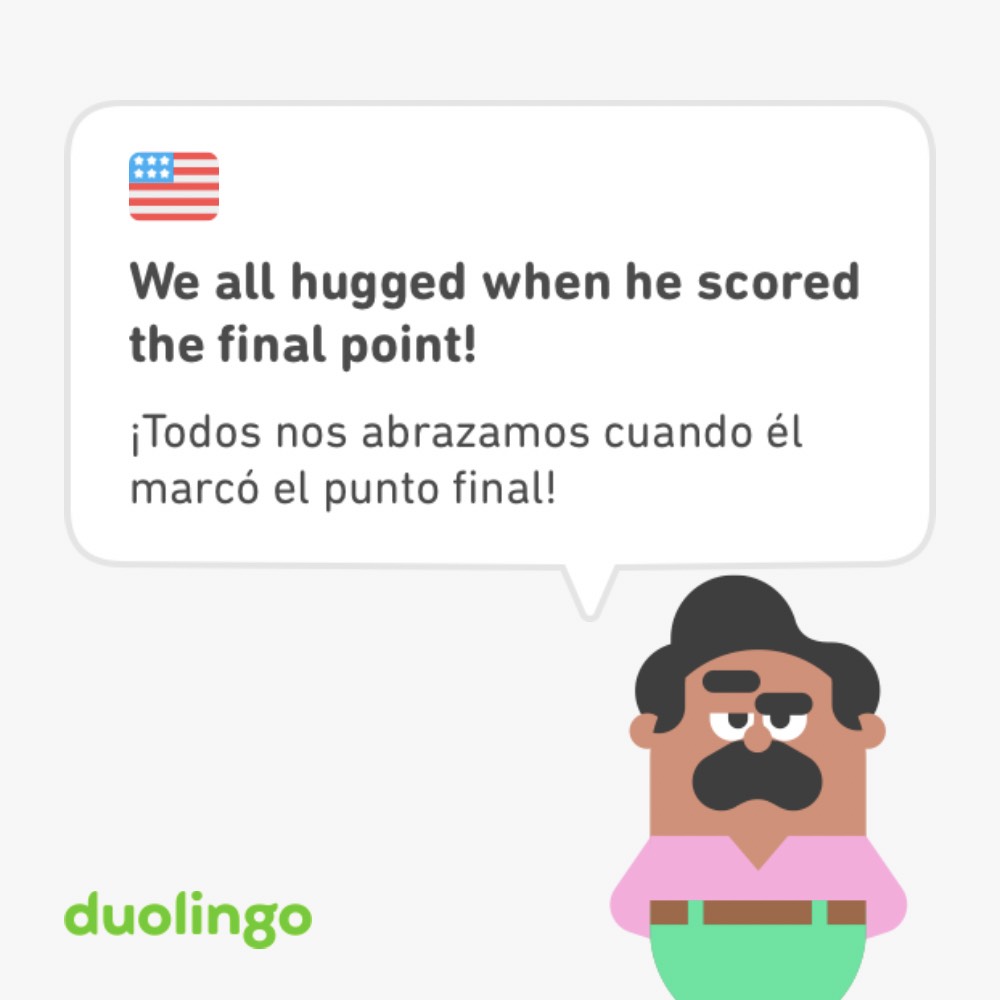 We all hugged when he scored
the final point!
¡Todos nos abrazamos cuando él
marcó el punto final!
duolingo